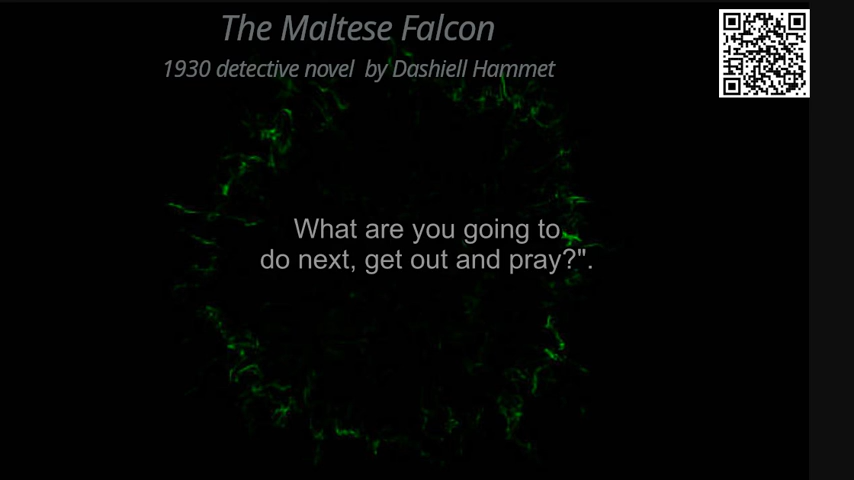 The Maltese Falcon
1930 detective novel by Dashiell Hammet
What are you going to
do next, get out and pray?".